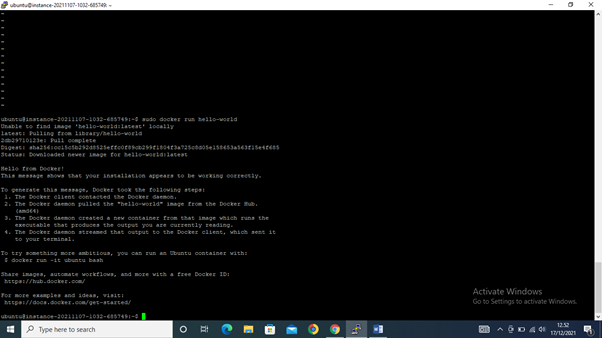 ubuntu@instance-20211107-1032-685749: ~
~
~
~
~
~
~
~
~
~
~
~
~
~
~
ubuntu@instance-20211107-1032-685749:~$ sudo docker run hello-world
Unable to find image 'hello-world:latest' locally
latest: Pulling from library/hello-world
2db29710123e: Pull complete
Digest:
Status: Downloaded newer image for hello-world:latest
Hello from Docker!
This message shows that your installation appears to be working correctly.
To generate this message, Docker took the following steps:
1. The Docker client contacted the Docker daemon.
2. The Docker daemon pulled the "hello-world" image from the Docker Hub.
(amd64)
3. The Docker daemon created a new container from that image which runs the
executable that produces the output you are currently reading.
4. The Docker daemon streamed that output to the Docker client, which sent it
to your terminal.
To try something more ambitious, you can run an Ubuntu container with:
$ docker run -it ubuntu bash
Share images, automate workflows, and more with a free Docker ID:
https://hub.docker.com/
For more examples and ideas, visit:
https://docs.docker.com/get-started/
ubuntu@instance-20211107-1032-685749:~$
Activate Windows
Go to Settings to activate Windows.
Type here to search
12.52
17/12/2021